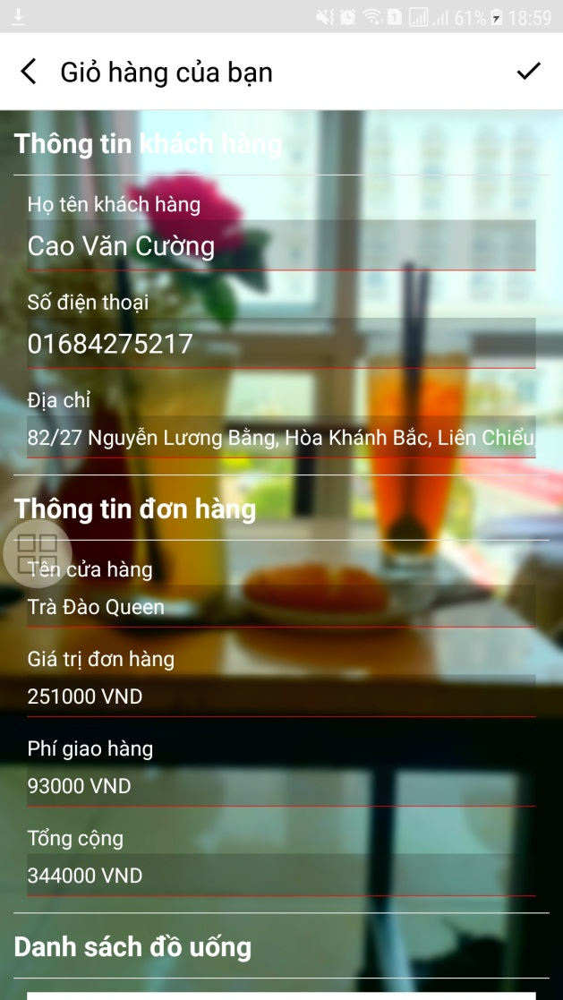 61% 18:59
Giỏ hàng của bạn
Thông tin khách hàng
Họ tên khách hàng
Cao Văn Cường
Số điện thoại
01684275217
Địa chỉ
82/27 Nguyễn Lương Bằng, Hòa Khánh Bắc, Liên Chiểu,
Thông tin đơn hàng
Tên cửa hàng
Trà Đào Queen
Giá trị đơn hàng
251000 VND
Phí giao hàng
93000 VND
Tổng cộng
344000 VND
Danh sách đồ uống